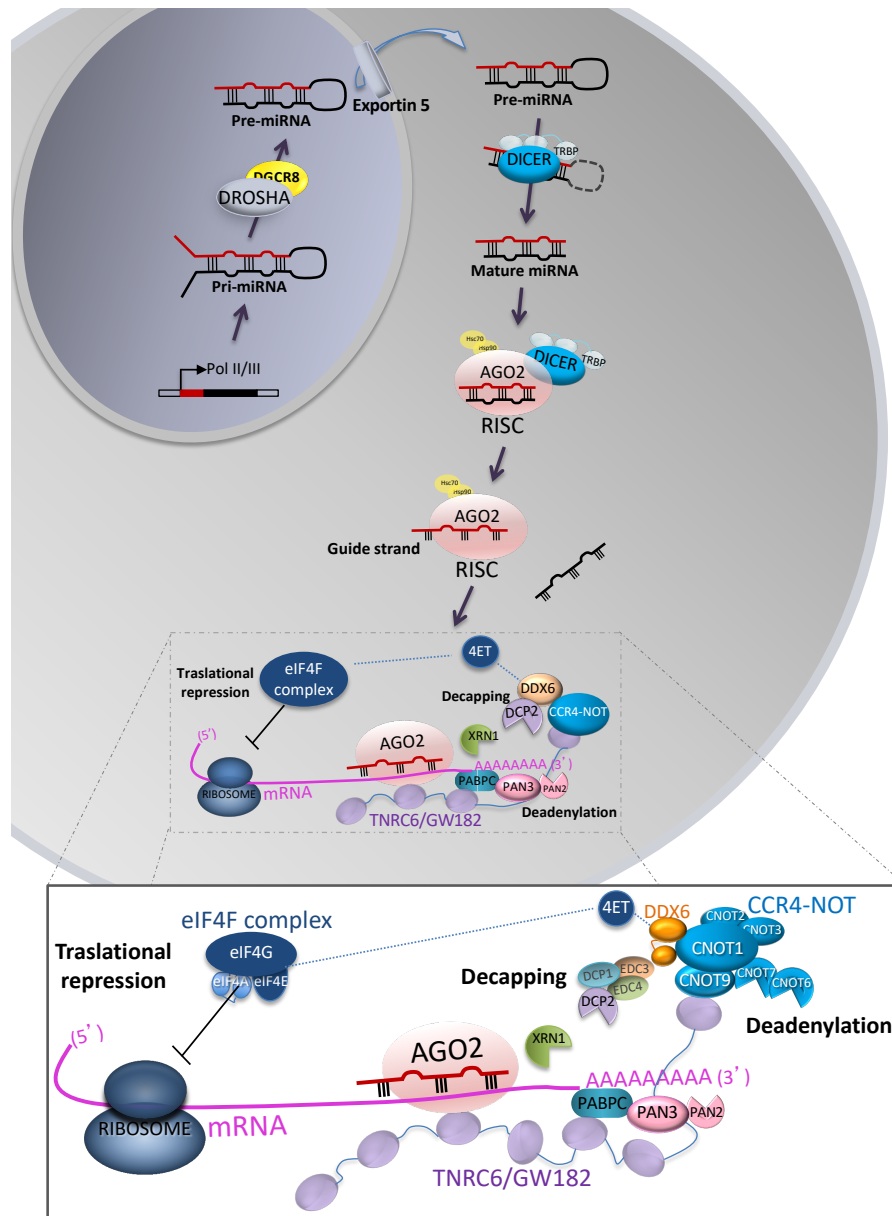 Pre-miRNA
Exportin 5
DGCR8
DROSHA
Pri-miRNA
Pol II/III
Pre-miRNA
DICER
TRBP
Mature miRNA
Hsc70
Hsp90
DICER
TRBP
AGO2
RISC
Hsc70
Hsp90
AGO2
Guide strand
RISC
Traslational
repression
eIF4F
complex
4ET
Decapping
DDX6
DCP2
CCR4-NOT
(5')
AGO2
XRN1
AAAAAAAA (3')
RIBOSOME
mRNA
PABPC
PAN3
PAN2
TNRC6/GW182
Deadenylation
eIF4F complex
4ET
DDX6
CCR4-NOT
Traslational
repression
eIF4G
eIF4A
eIF4E
CNOT2
CNOT3
CNOT1
Decapping
DCP1
EDC3
EDC4
DCP2
CNOT9
CNOT7
CNOT6
Deadenylation
(5')
XRN1
AGO2
AAAAAAAAA (3')
RIBOSOME
mRNA
PABPC
PAN3
PAN2
TNRC6/GW182